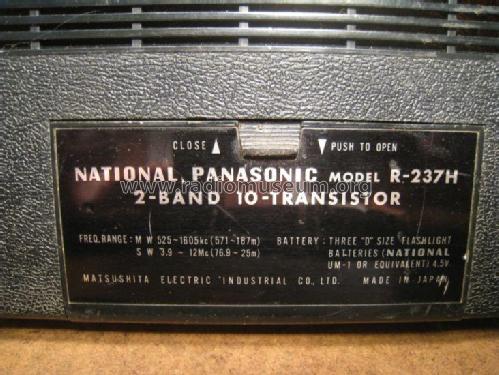 CLOSE ▲ ▼ PUSH TO OPEN
NATIONAL PANASONIC MODEL R-237H
www.radiomuseum.org
2-BAND 10-TRANSISTOR
FREQ. RANGE: MW 525~1605kc (571~187m) BATTERY: THREE "D" SIZE FLASHLIGHT
SW 3.9 ~ 12Mc (76.9~25m) BATTERIES (NATIONAL
UM-1 OR EQUIVALENT) 4.5V
MATSUSHITA ELECTRIC INDUSTRIAL CO., LTD. MADE IN JAPAN